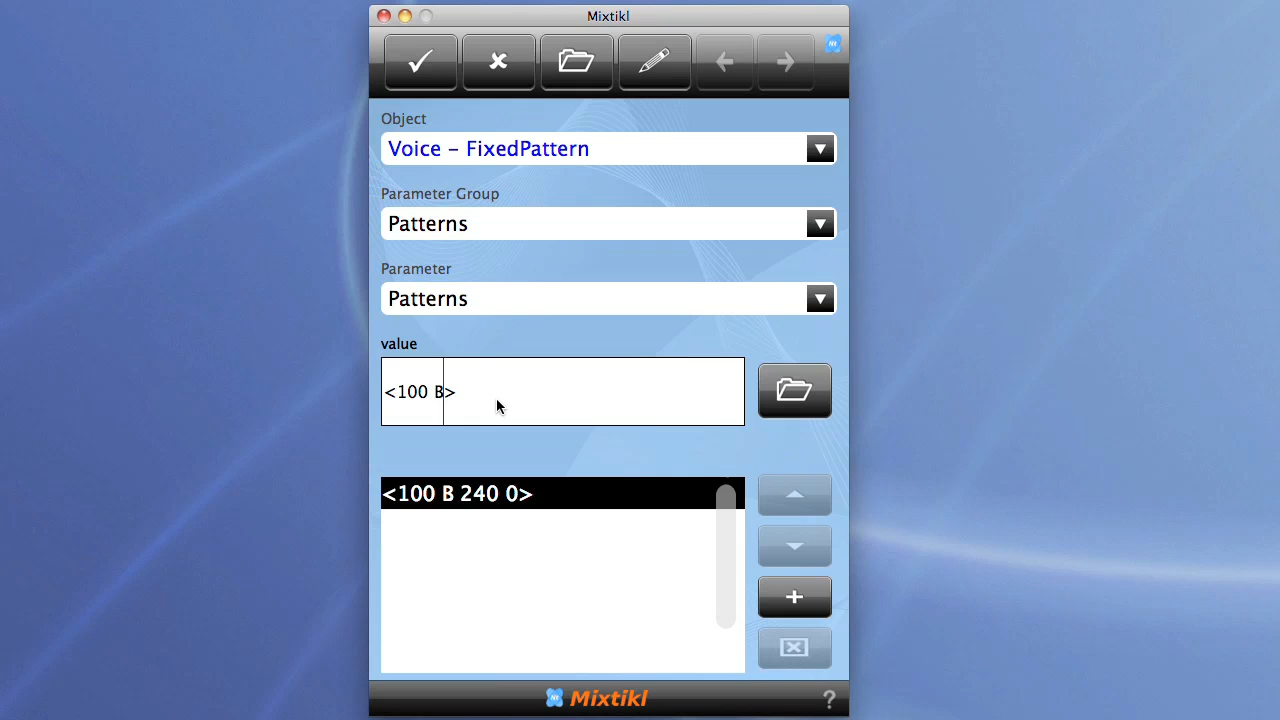 Mixtikl
Object
Voice – FixedPattern
Parameter Group
Patterns
Parameter
Patterns
value
<100 B>
<100 B 240 0>
Mixtikl
?